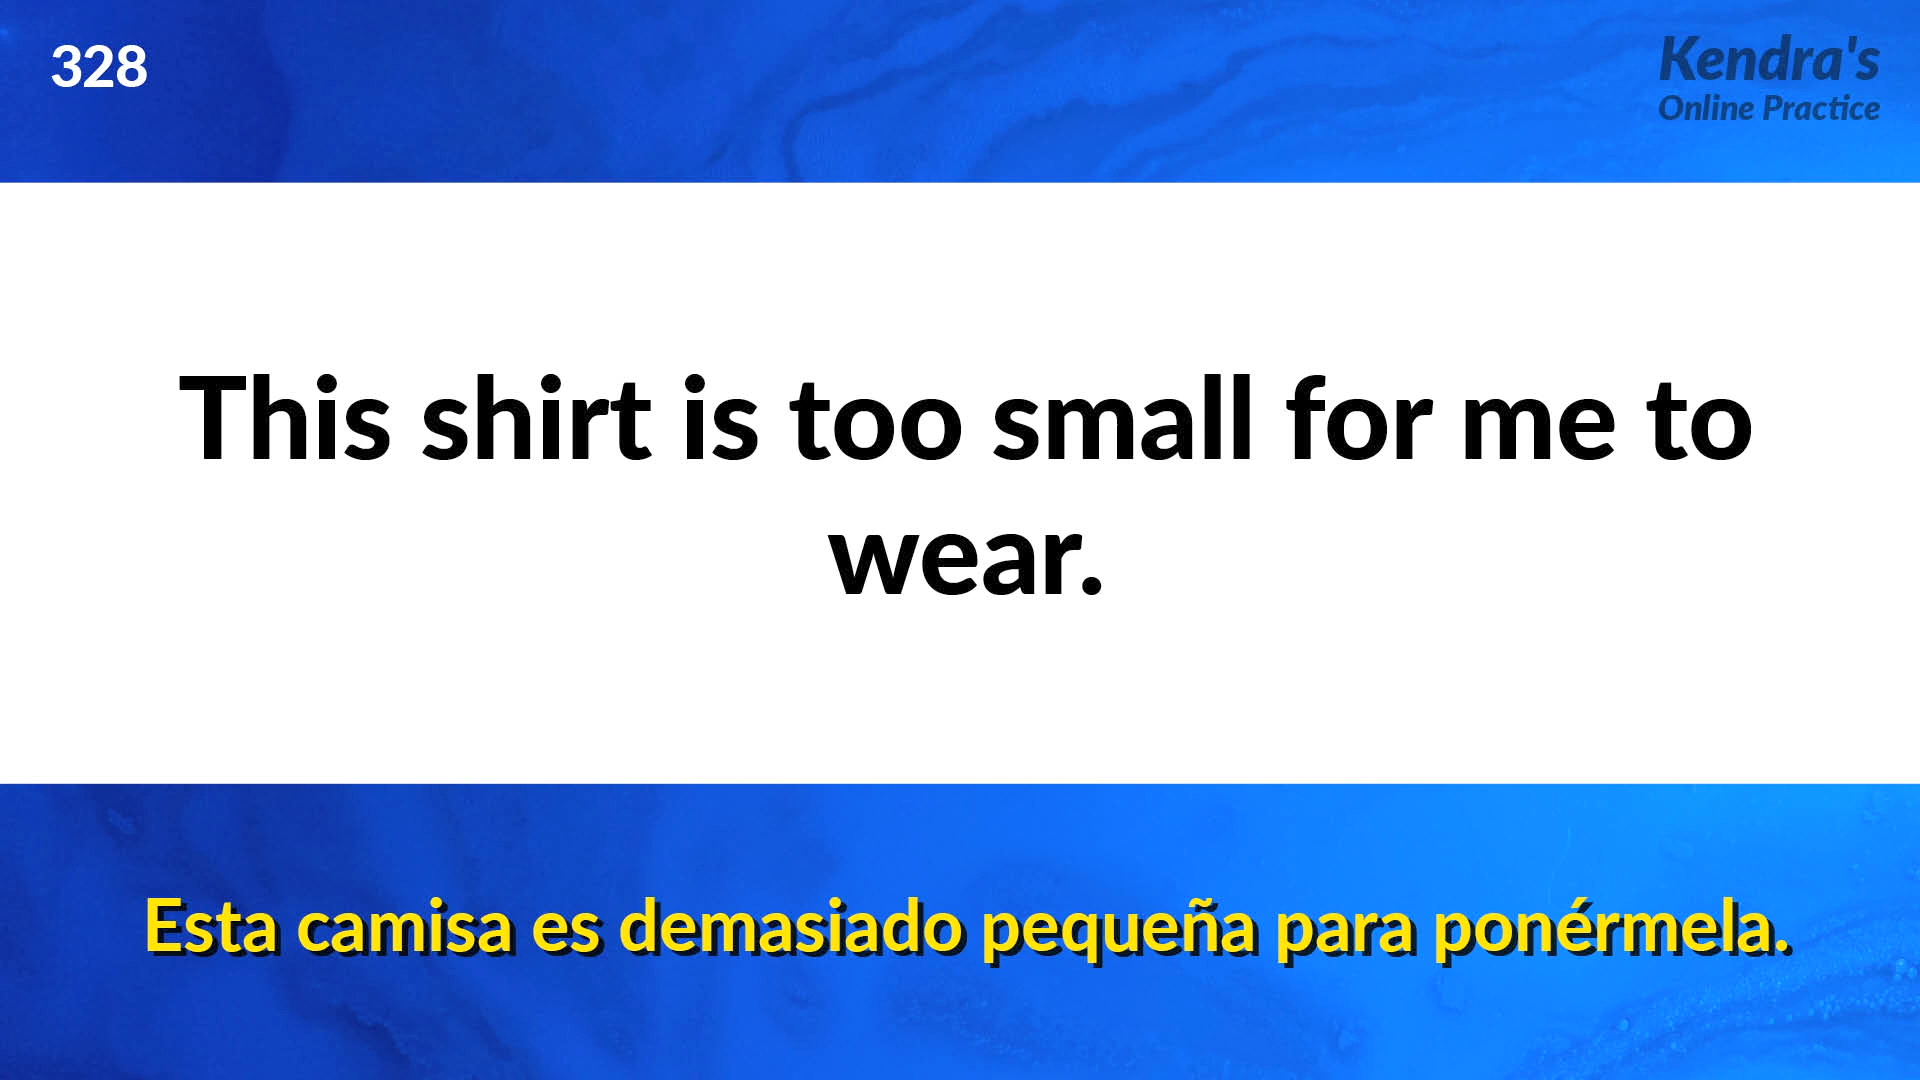 328
Kendra's
Online Practice
This shirt is too small for me to
wear.
Esta camisa es demasiado pequeña para ponérmela.